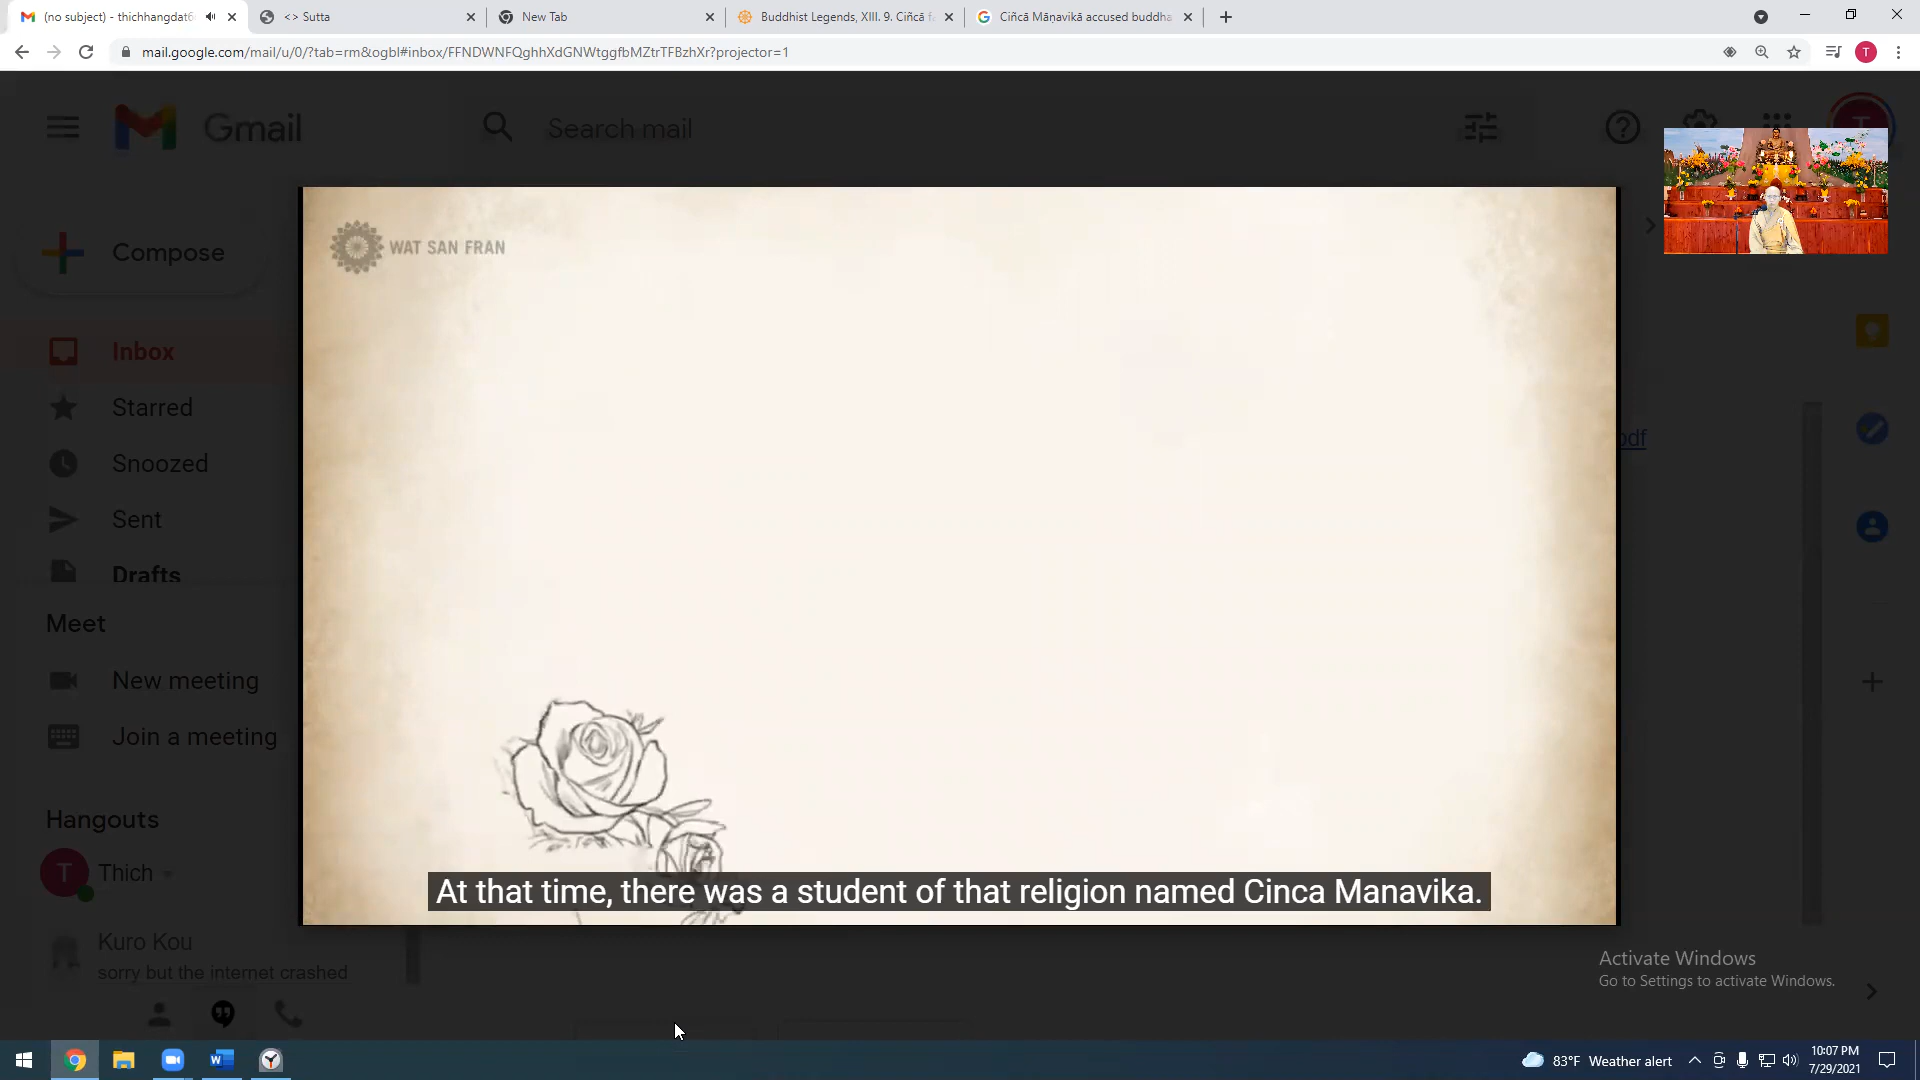 (no subject) - thichhangdat6
<> Sutta
New Tab
Buddhist Legends, XIII. 9. Ciñcā f
Ciñcā Māṇavikā accused buddha
mail.google.com/mail/u/0/?tab=rm&ogbl#inbox/FFNDWNFQghhXdGNWtggfbMZtrTFBzhXr?projector=1
T
Gmail
Search mail
T
WAT SAN FRAN
Compose
Inbox
Starred
pdf
Snoozed
Sent
Drafts
Meet
New meeting
Join a meeting
Hangouts
T
Thich
At that time, there was a student of that religion named Cinca Manavika.
Kuro Kou
sorry but the internet crashed
Activate Windows
Go to Settings to activate Windows.
83°F Weather alert
10:07 PM
7/29/2021